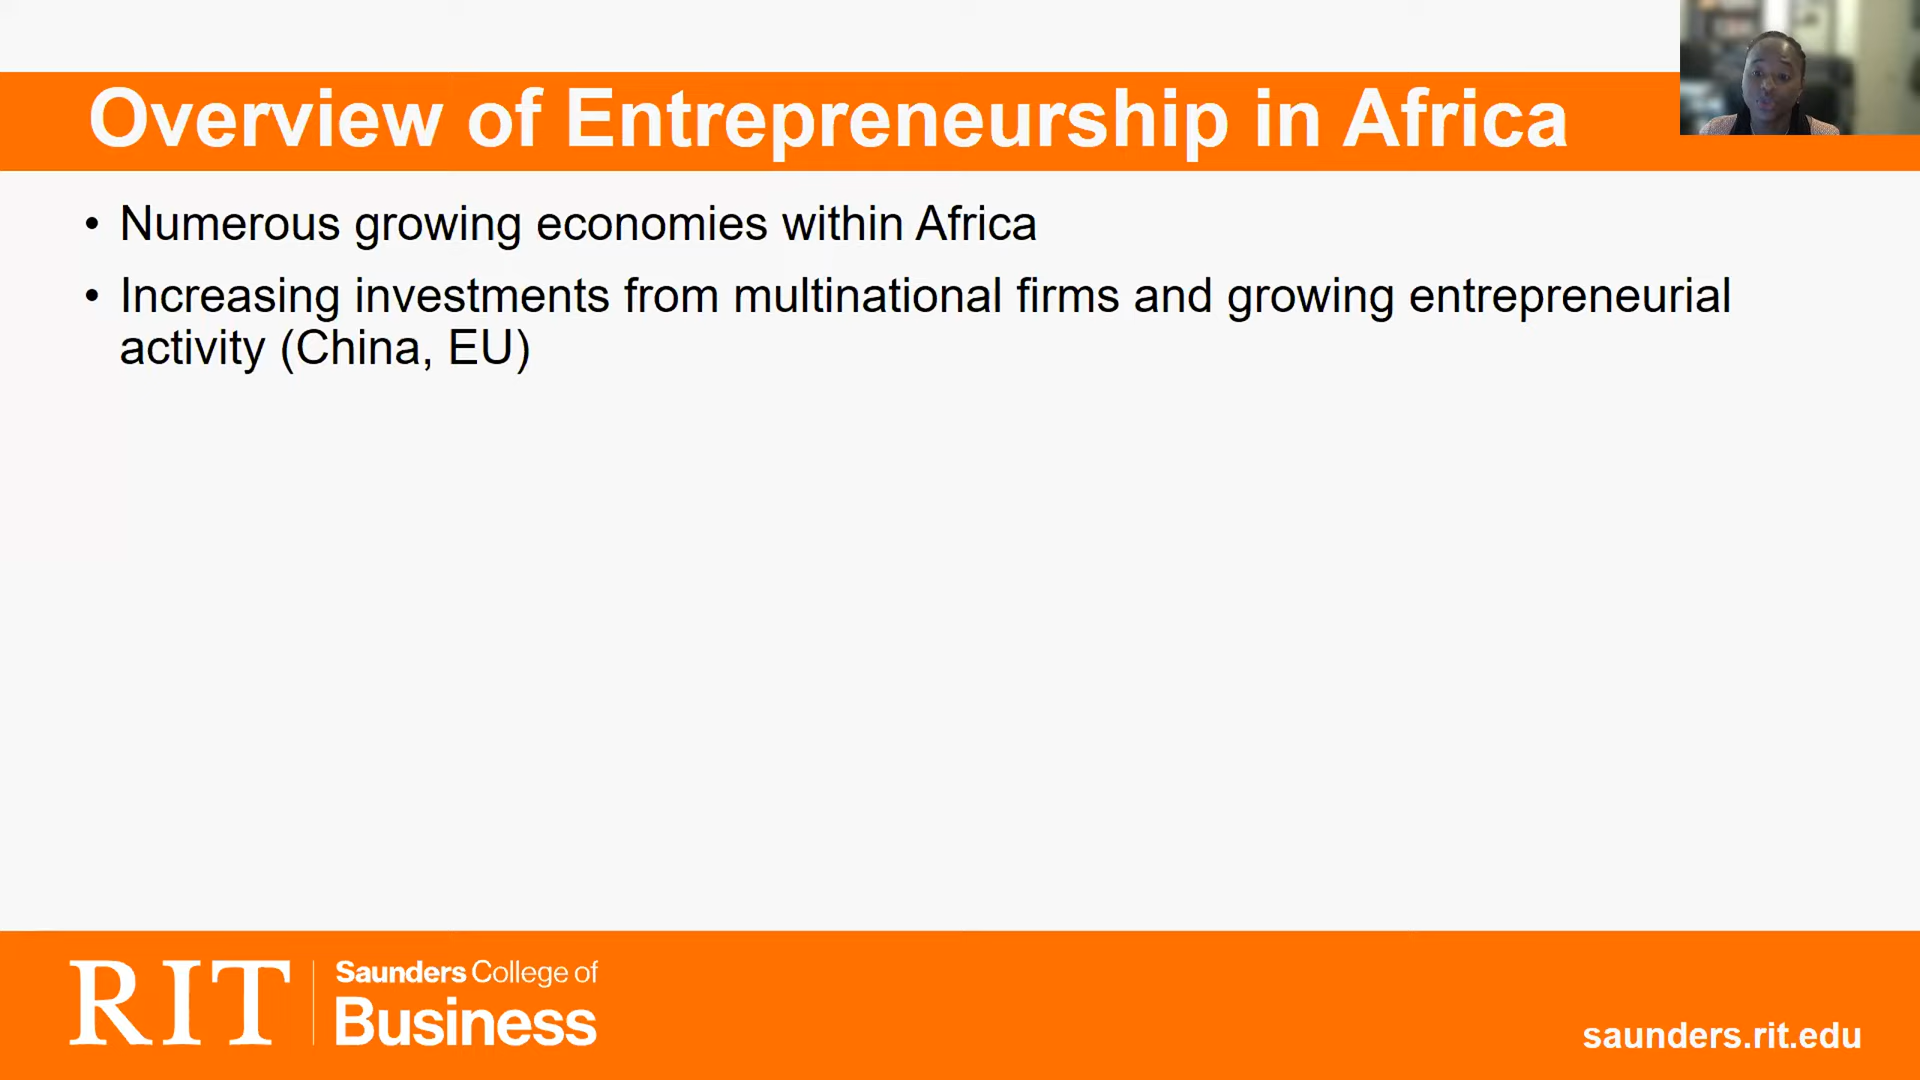 Overview of Entrepreneurship in Africa
• Numerous growing economies within Africa
• Increasing investments from multinational firms and growing entrepreneurial
activity (China, EU)
RIT
Saunders College of
Business
saunders.rit.edu